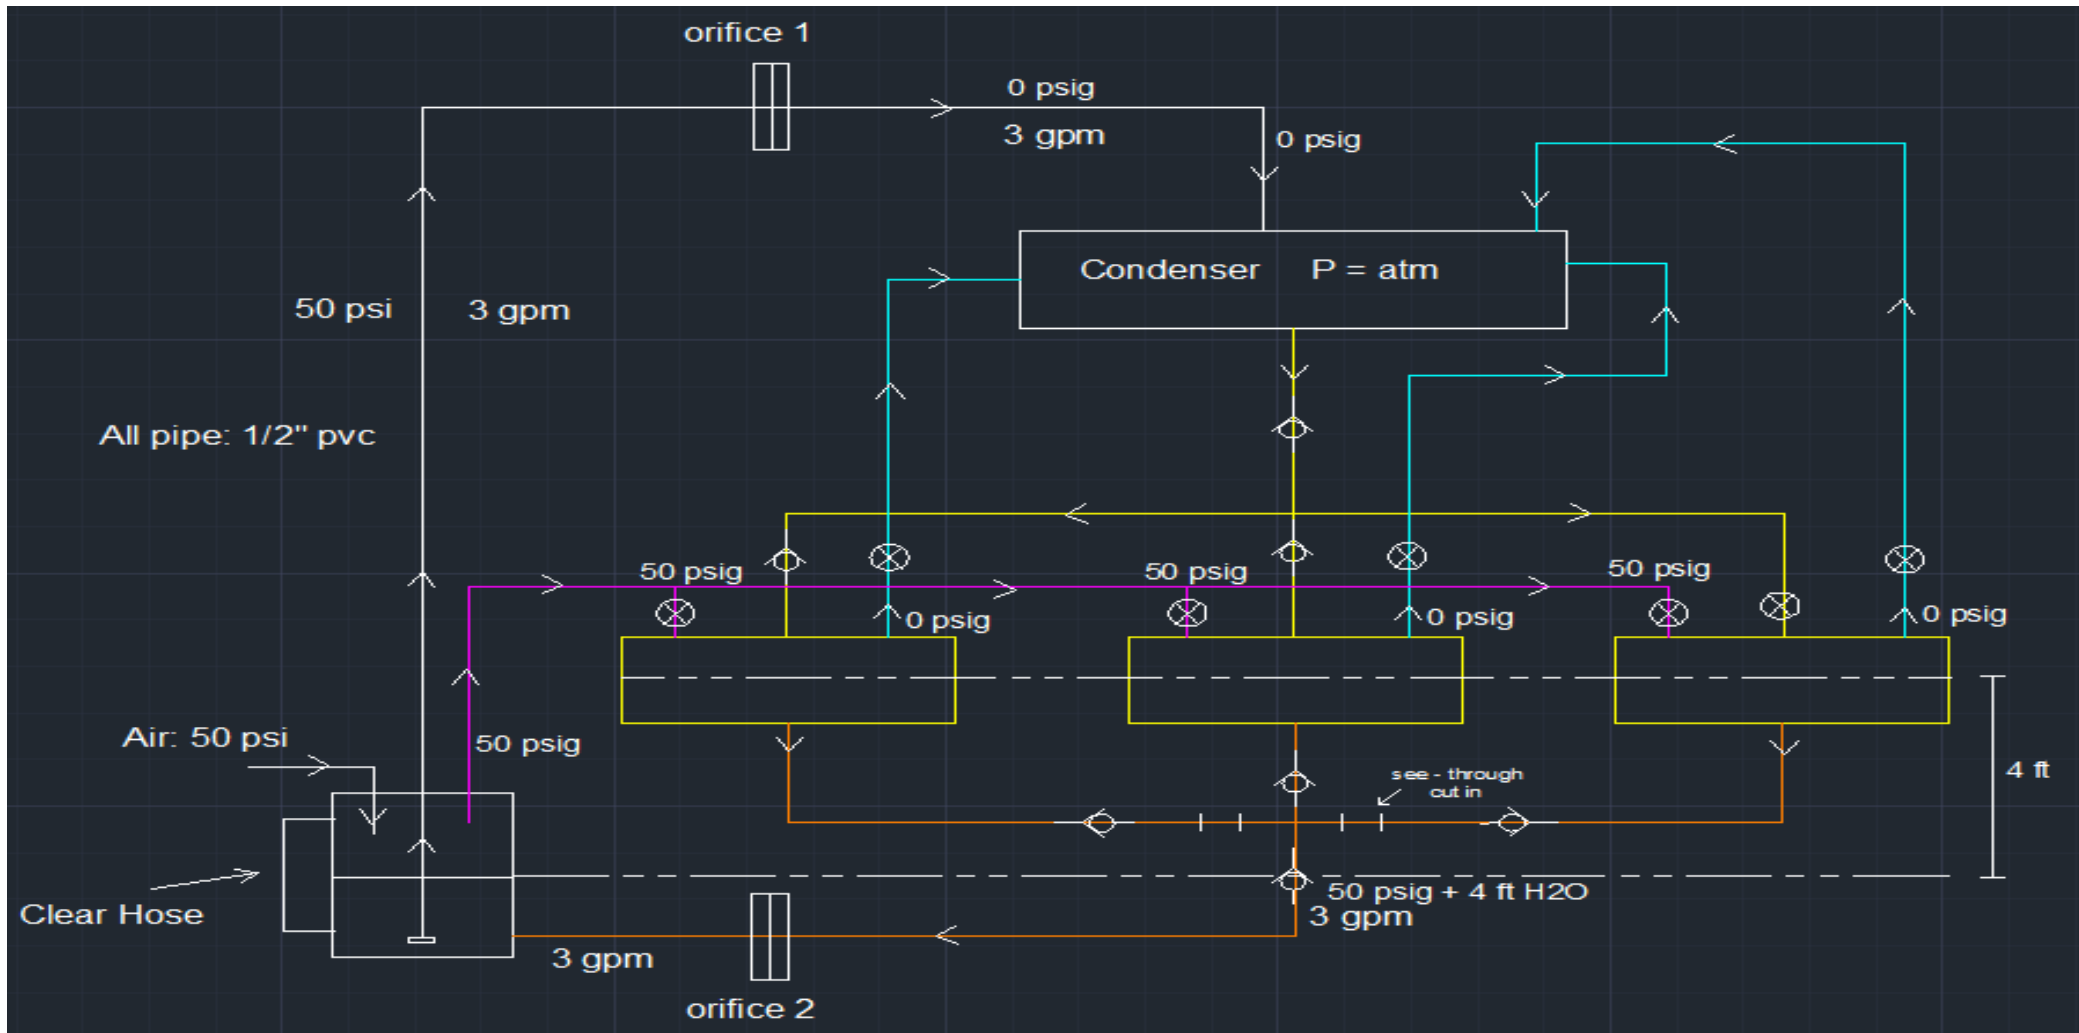 orifice 1
0 psig
3 gpm
0 psig
Condenser P = atm
50 psi
3 gpm
All pipe: 1/2" pvc
50 psig
50 psig
50 psig
0 psig
0 psig
0 psig
Air: 50 psi
50 psig
see - through
cut in
4 ft
Clear Hose
50 psig + 4 ft H2O
3 gpm
3 gpm
orifice 2